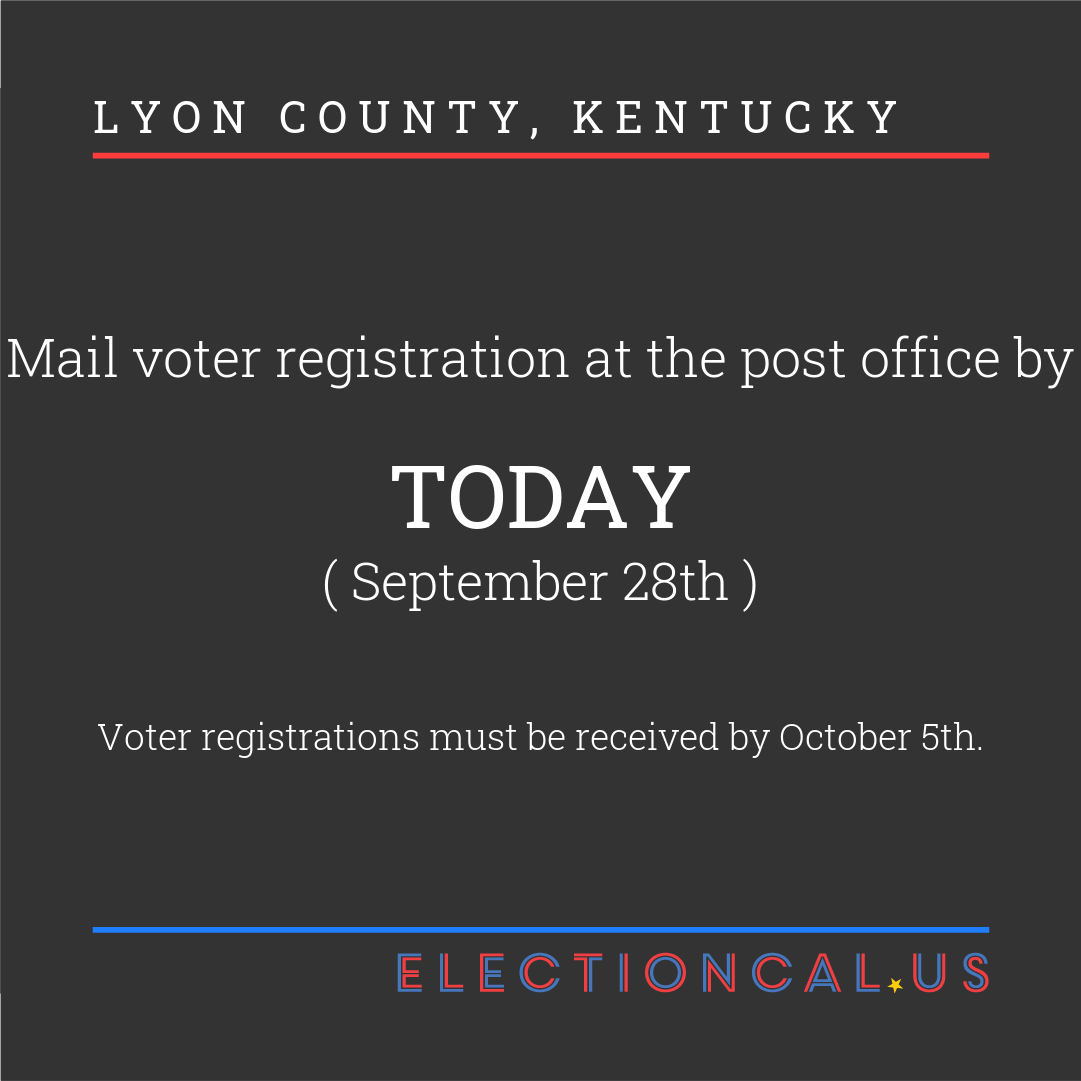 LYON COUNTY, KENTUCKY
Mail voter registration at the post office by
TODAY
( September 28th )
Voter registrations must be received by October 5th.
ELECTIONCAL.US